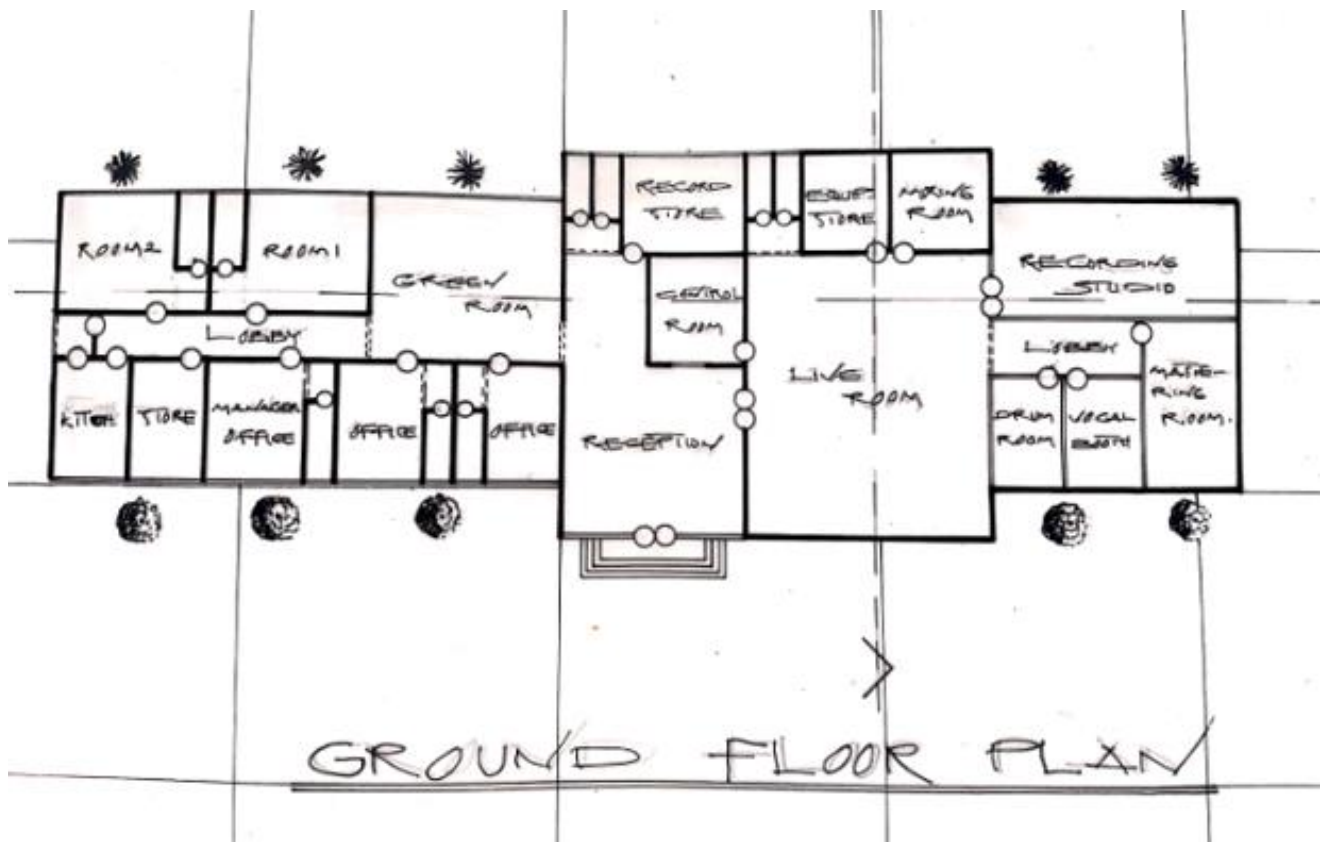 ROOM 2
ROOM 1
GREEN
ROOM
LOBBY
KITCH
STORE
MANAGER
OFFICE
OFFICE
OFFICE
RECORD
STORE
CONTROL
ROOM
RECEPTION
EQUIP
STORE
MIXING
ROOM
LIVE
ROOM
RECORDING
STUDIO
LOBBY
DRUM
ROOM
VOCAL
BOOTH
MASTE-
RING
ROOM.
GROUND FLOOR PLAN